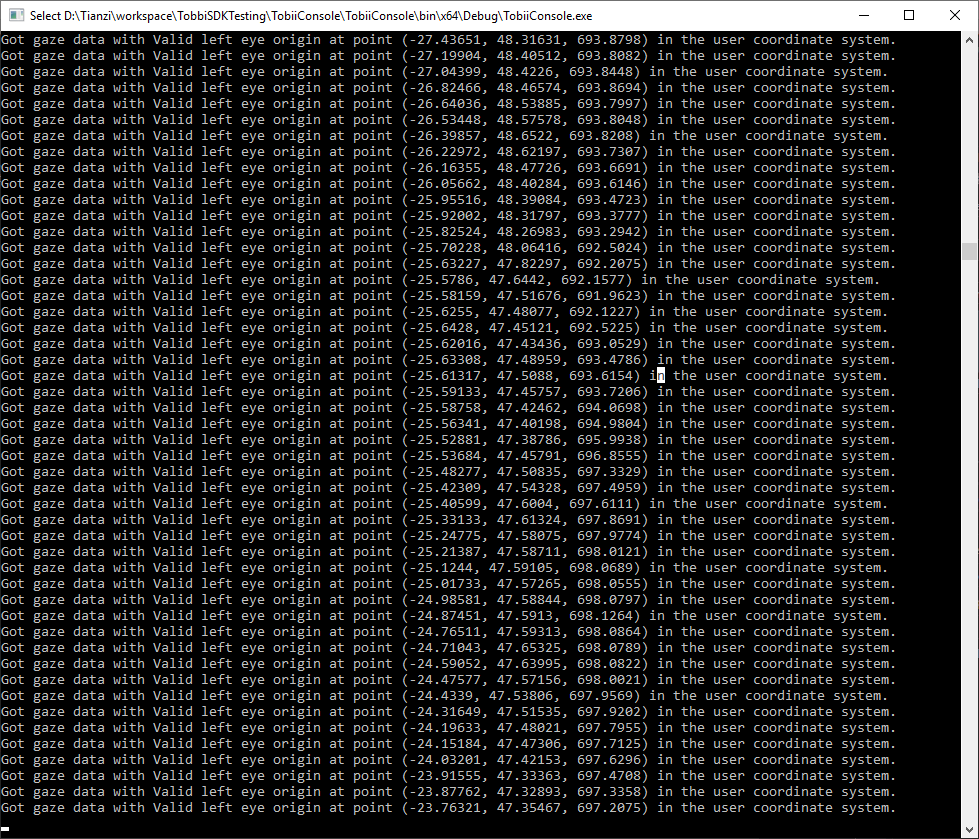 Select D:\Tianzi\workspace\TobbiSDKTesting\TobiiConsole\TobiiConsole\bin\x64\Debug\TobiiConsole.exe
Got gaze data with Valid left eye origin at point (-27.43651, 48.31631, 693.8798) in the user coordinate system.
Got gaze data with Valid left eye origin at point (-27.19904, 48.40512, 693.8082) in the user coordinate system.
Got gaze data with Valid left eye origin at point (-27.04399, 48.4226, 693.8448) in the user coordinate system.
Got gaze data with Valid left eye origin at point (-26.82466, 48.46574, 693.8694) in the user coordinate system.
Got gaze data with Valid left eye origin at point (-26.64036, 48.53885, 693.7997) in the user coordinate system.
Got gaze data with Valid left eye origin at point (-26.53448, 48.57578, 693.8048) in the user coordinate system.
Got gaze data with Valid left eye origin at point (-26.39857, 48.6522, 693.8208) in the user coordinate system.
Got gaze data with Valid left eye origin at point (-26.22972, 48.62197, 693.7307) in the user coordinate system.
Got gaze data with Valid left eye origin at point (-26.16355, 48.47726, 693.6691) in the user coordinate system.
Got gaze data with Valid left eye origin at point (-26.05662, 48.40284, 693.6146) in the user coordinate system.
Got gaze data with Valid left eye origin at point (-25.95516, 48.39084, 693.4723) in the user coordinate system.
Got gaze data with Valid left eye origin at point (-25.92002, 48.31797, 693.3777) in the user coordinate system.
Got gaze data with Valid left eye origin at point (-25.82524, 48.26983, 693.2942) in the user coordinate system.
Got gaze data with Valid left eye origin at point (-25.70228, 48.06416, 692.5024) in the user coordinate system.
Got gaze data with Valid left eye origin at point (-25.63227, 47.82297, 692.2075) in the user coordinate system.
Got gaze data with Valid left eye origin at point (-25.5786, 47.6442, 692.1577) in the user coordinate system.
Got gaze data with Valid left eye origin at point (-25.58159, 47.51676, 691.9623) in the user coordinate system.
Got gaze data with Valid left eye origin at point (-25.6255, 47.48077, 692.1227) in the user coordinate system.
Got gaze data with Valid left eye origin at point (-25.6428, 47.45121, 692.5225) in the user coordinate system.
Got gaze data with Valid left eye origin at point (-25.62016, 47.43436, 693.0529) in the user coordinate system.
Got gaze data with Valid left eye origin at point (-25.63308, 47.48959, 693.4786) in the user coordinate system.
Got gaze data with Valid left eye origin at point (-25.61317, 47.5088, 693.6154) in the user coordinate system.
Got gaze data with Valid left eye origin at point (-25.59133, 47.45757, 693.7206) in the user coordinate system.
Got gaze data with Valid left eye origin at point (-25.58758, 47.42462, 694.0698) in the user coordinate system.
Got gaze data with Valid left eye origin at point (-25.56341, 47.40198, 694.9804) in the user coordinate system.
Got gaze data with Valid left eye origin at point (-25.52881, 47.38786, 695.9938) in the user coordinate system.
Got gaze data with Valid left eye origin at point (-25.53684, 47.45791, 696.8555) in the user coordinate system.
Got gaze data with Valid left eye origin at point (-25.48277, 47.50835, 697.3329) in the user coordinate system.
Got gaze data with Valid left eye origin at point (-25.42309, 47.54328, 697.4959) in the user coordinate system.
Got gaze data with Valid left eye origin at point (-25.40599, 47.6004, 697.6111) in the user coordinate system.
Got gaze data with Valid left eye origin at point (-25.33133, 47.61324, 697.8691) in the user coordinate system.
Got gaze data with Valid left eye origin at point (-25.24775, 47.58075, 697.9774) in the user coordinate system.
Got gaze data with Valid left eye origin at point (-25.21387, 47.58711, 698.0121) in the user coordinate system.
Got gaze data with Valid left eye origin at point (-25.1244, 47.59105, 698.0689) in the user coordinate system.
Got gaze data with Valid left eye origin at point (-25.01733, 47.57265, 698.0555) in the user coordinate system.
Got gaze data with Valid left eye origin at point (-24.98581, 47.58844, 698.0797) in the user coordinate system.
Got gaze data with Valid left eye origin at point (-24.87451, 47.5913, 698.1264) in the user coordinate system.
Got gaze data with Valid left eye origin at point (-24.76511, 47.59313, 698.0864) in the user coordinate system.
Got gaze data with Valid left eye origin at point (-24.71043, 47.65325, 698.0789) in the user coordinate system.
Got gaze data with Valid left eye origin at point (-24.59052, 47.63995, 698.0822) in the user coordinate system.
Got gaze data with Valid left eye origin at point (-24.47577, 47.57156, 698.0021) in the user coordinate system.
Got gaze data with Valid left eye origin at point (-24.4339, 47.53806, 697.9569) in the user coordinate system.
Got gaze data with Valid left eye origin at point (-24.31649, 47.51535, 697.9202) in the user coordinate system.
Got gaze data with Valid left eye origin at point (-24.19633, 47.48021, 697.7955) in the user coordinate system.
Got gaze data with Valid left eye origin at point (-24.15184, 47.47306, 697.7125) in the user coordinate system.
Got gaze data with Valid left eye origin at point (-24.03201, 47.42153, 697.6296) in the user coordinate system.
Got gaze data with Valid left eye origin at point (-23.91555, 47.33363, 697.4708) in the user coordinate system.
Got gaze data with Valid left eye origin at point (-23.87762, 47.32893, 697.3358) in the user coordinate system.
Got gaze data with Valid left eye origin at point (-23.76321, 47.35467, 697.2075) in the user coordinate system.